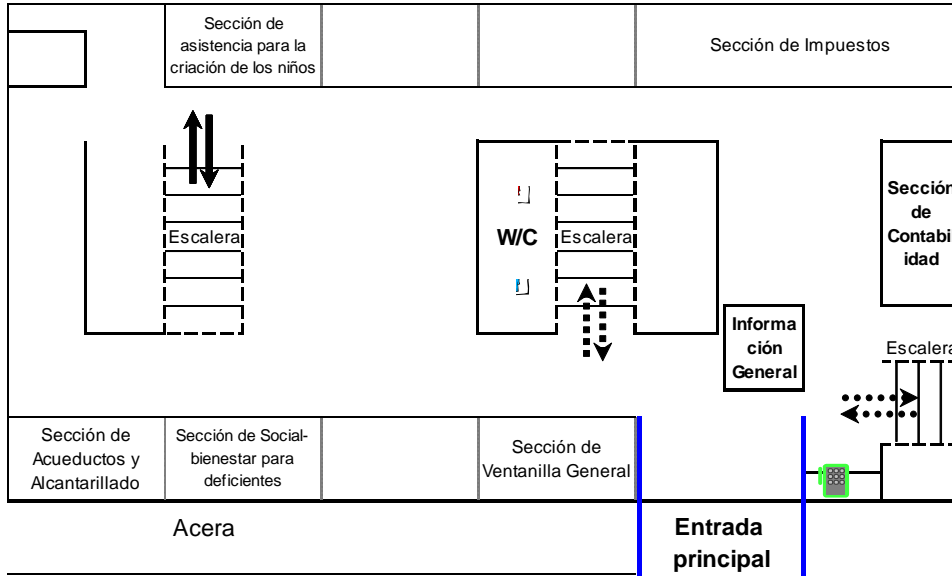 Sección de
asistencia para la
criación de los niños
Sección de Impuestos
Escalera
W/C
Escalera
Sección
de
Contabi
idad
Informa
ción
General
Escalera
Sección de
Acueductos y
Alcantarillado
Sección de Social-
bienestar para
deficientes
Sección de
Ventanilla General
Acera
Entrada
principal